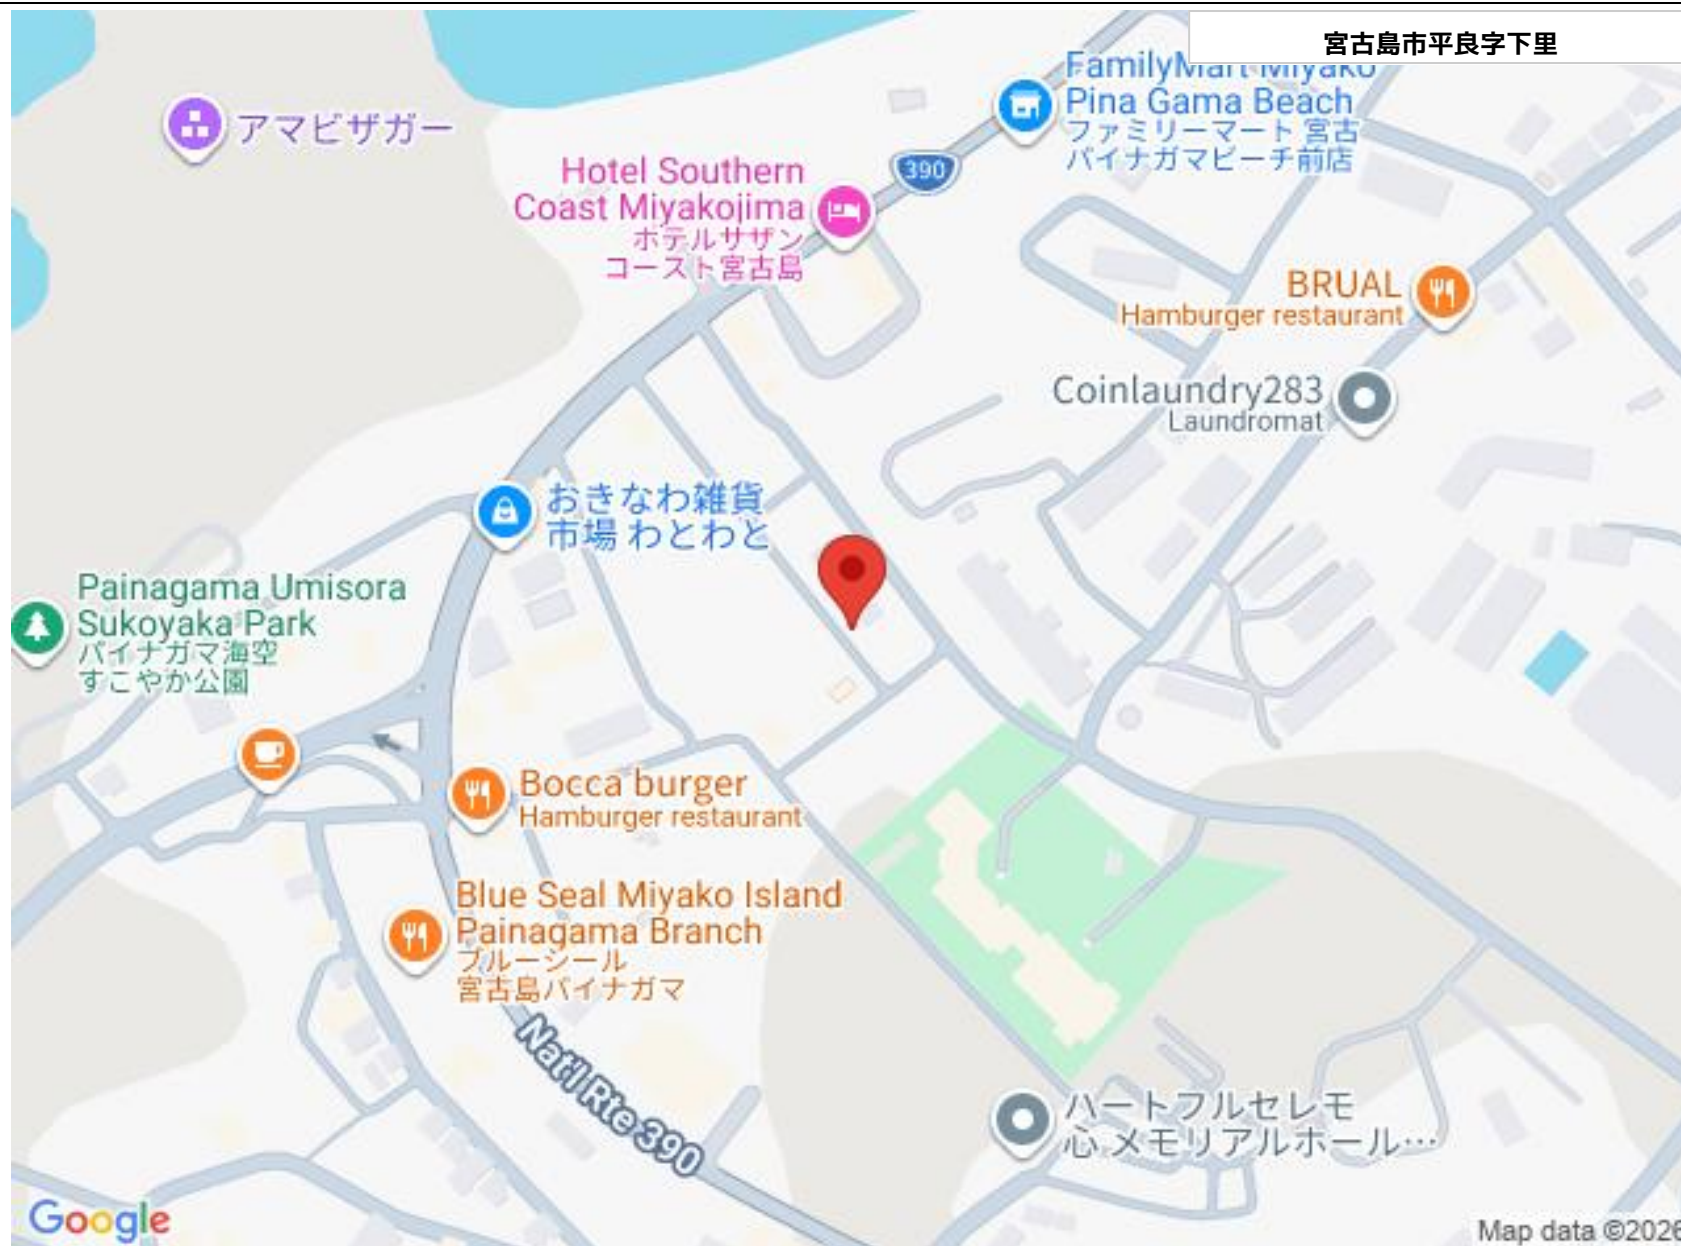 宮古島市平良字下里
FamilyMart Miyako
Pina Gama Beach
ファミリーマート 宮古
パイナガマビーチ前店
アマビザガー
390
Hotel Southern
Coast Miyakojima
ホテルサザン
コースト宮古島
BRUAL
Hamburger restaurant
Coinlaundry283
Laundromat
おきなわ雑貨
市場 わとわと
Painagama Umisora
Sukoyaka Park
パイナガマ海空
すこやか公園
Bocca burger
Hamburger restaurant
Blue Seal Miyako Island
Painagama Branch
ブルーシール
宮古島パイナガマ
Nat'l Rte 390
ハートフルセレモ
心 メモリアルホール…
Google
Map data ©2026